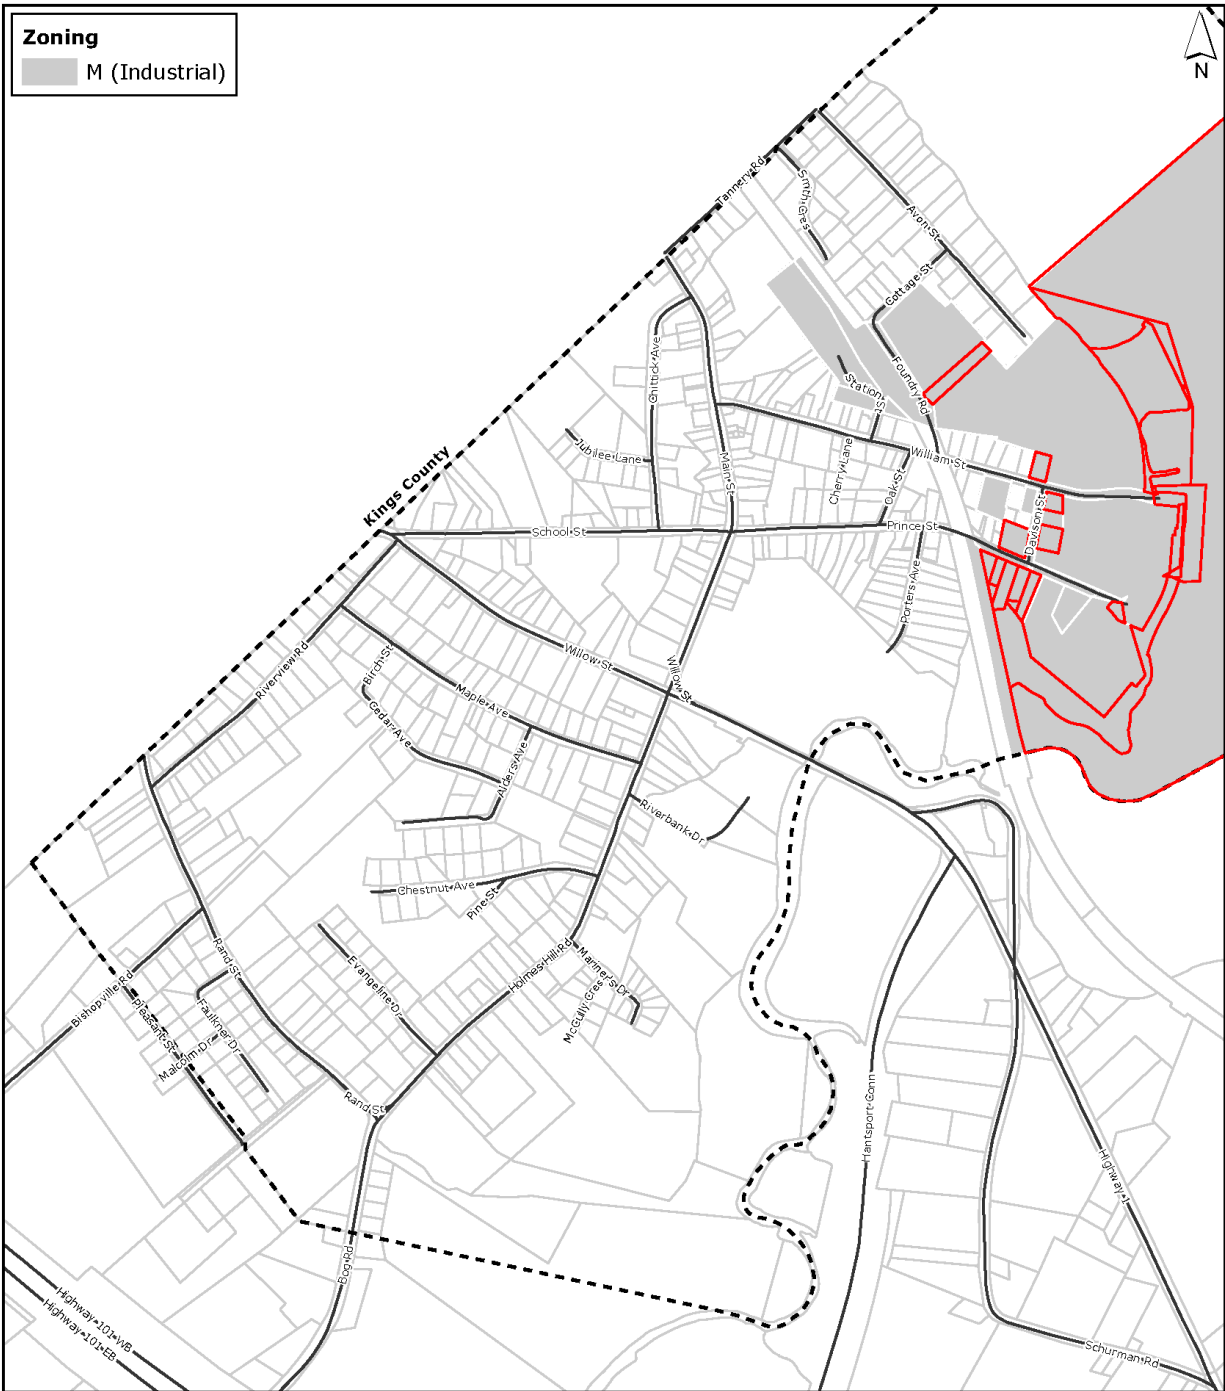 Zoning
M (Industrial)
N
Tannery Rd
Smith Cres
Avon St
Cottage St
Chittick Ave
Foundry Rd
Station St
Jubilee Lane
Main St
William St
Cherry Lane
Oak St
Kings County
School St
Prince St
Davison St
Porters Ave
Riverview Rd
Birch St
Willow St
Willow St
Maple Ave
Cedar Ave
Alders Ave
Riverbank Dr
Chestnut Ave
Pine St
Rand St
Evangeline Dr
Holmes Hill Rd
Mariner's Dr
McGully Cres
Bishopville Rd
Pleasant St
Faulkner Dr
Malcolm Dr
Rand St
Hantsport Conn
Highway 1
Bog Rd
Highway 101 WB
Highway 101 EB
Schurman Rd